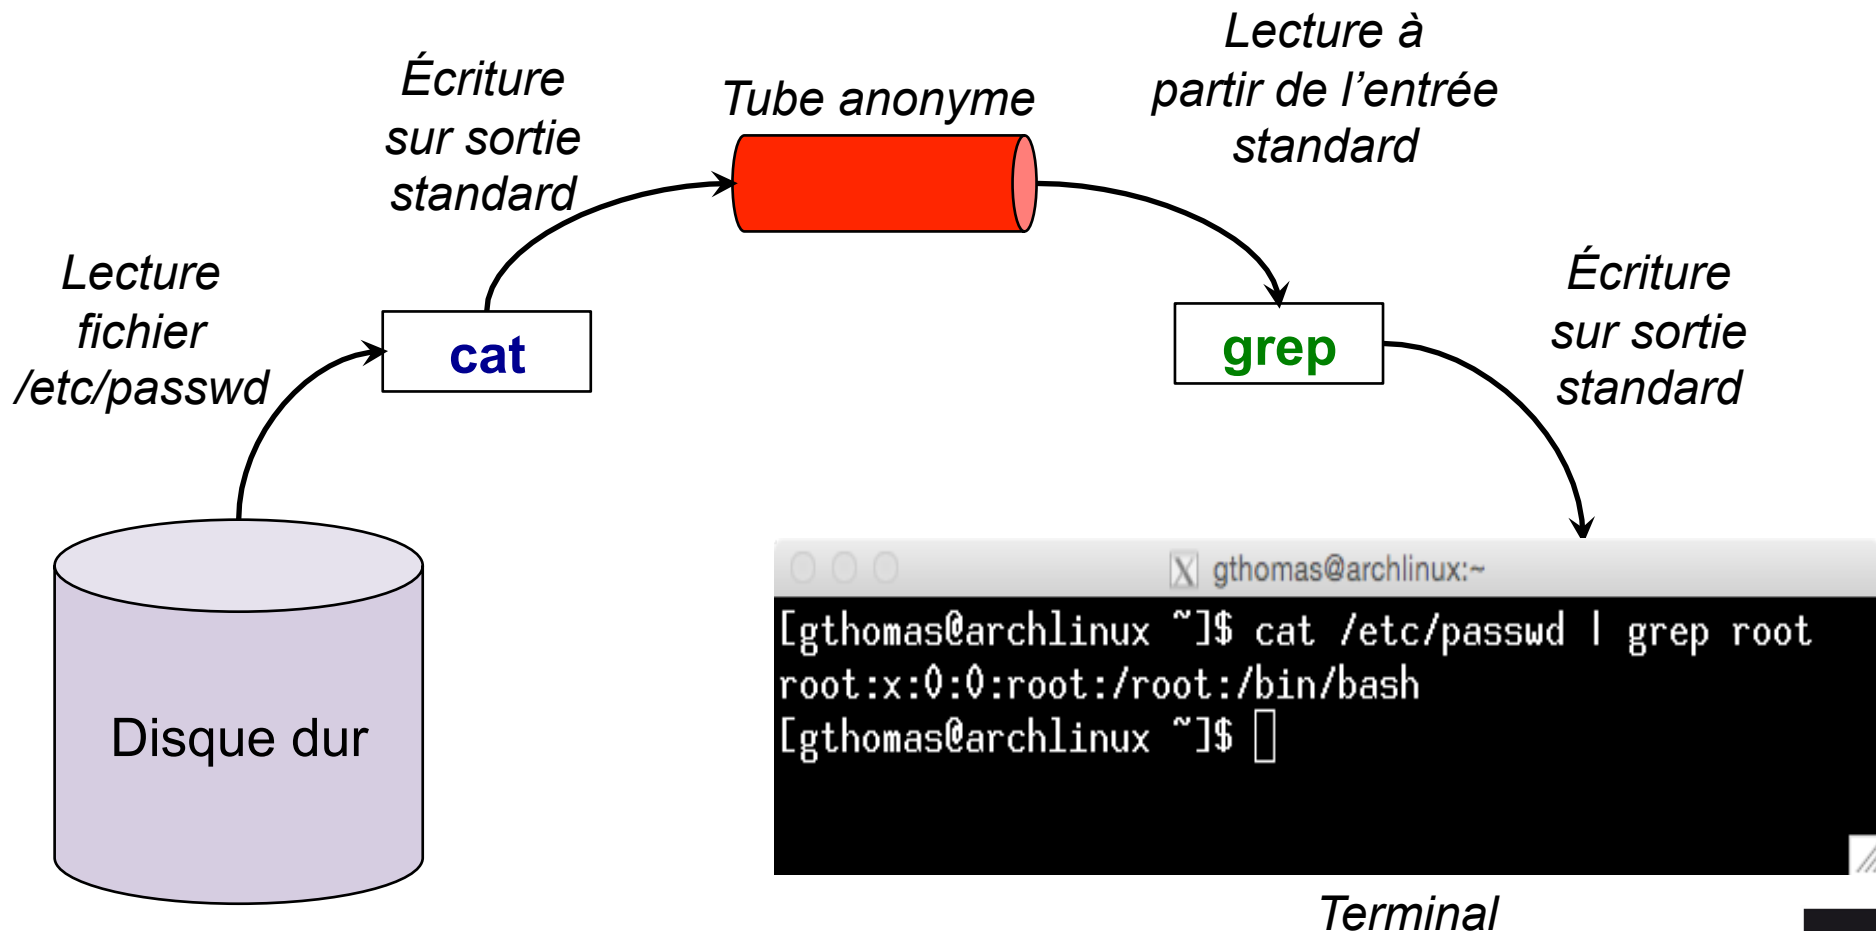 Lecture à
partir de l’entrée
standard
Écriture
sur sortie
standard
Tube anonyme
Lecture
fichier
/etc/passwd
cat
grep
Écriture
sur sortie
standard
Disque dur
gthomas@archlinux:~
[gthomas@archlinux ~]$ cat /etc/passwd | grep root
root:x:0:0:root:/root:/bin/bash
[gthomas@archlinux ~]$
Terminal